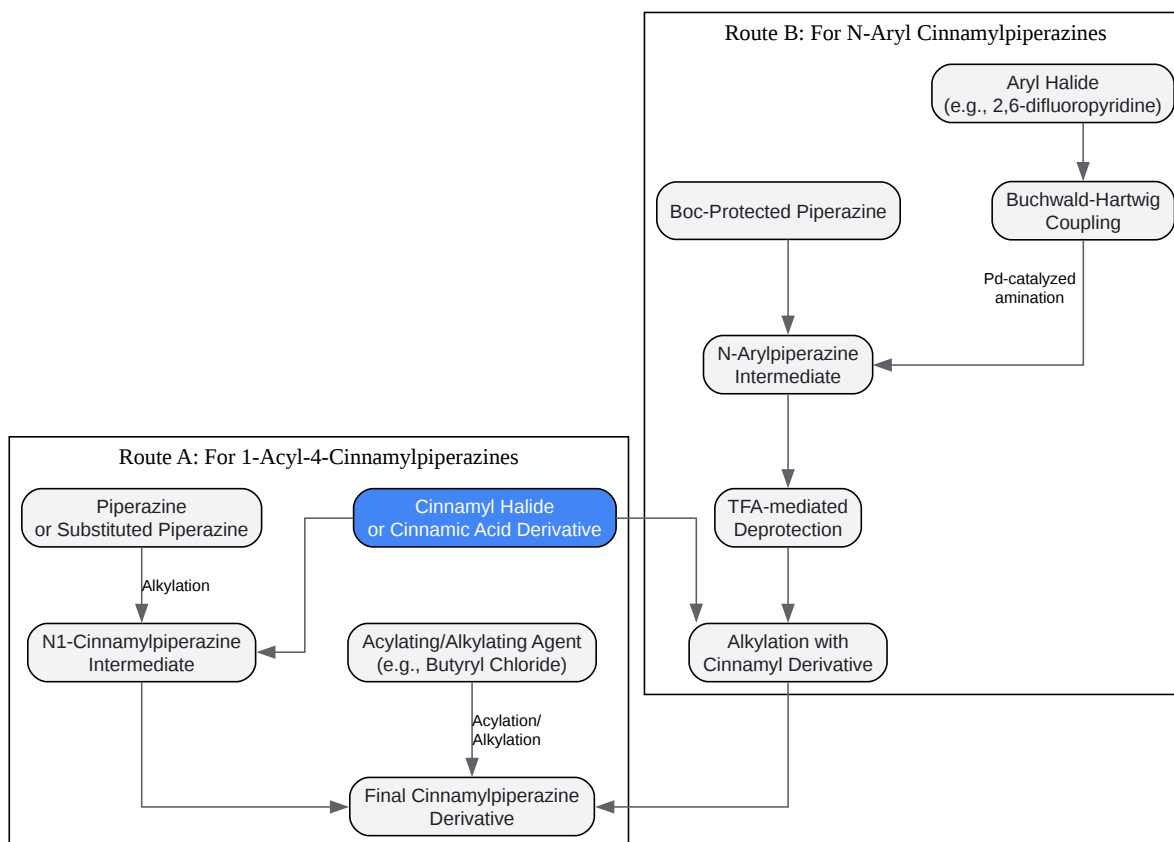 Route B: For N-Aryl Cinnamylpiperazines
Aryl Halide
(e.g., 2,6-difluoropyridine)
Boc-Protected Piperazine
Buchwald-Hartwig
Coupling
Pd-catalyzed
amination
N-Arylpiperazine
Intermediate
Route A: For 1-Acyl-4-Cinnamylpiperazines
Piperazine
or Substituted Piperazine
Cinnamyl Halide
or Cinnamic Acid Derivative
TFA-mediated
Deprotection
Alkylation
N1-Cinnamylpiperazine
Intermediate
Acylating/Alkylating Agent
(e.g., Butyryl Chloride)
Alkylation with
Cinnamyl Derivative
Acylation/
Alkylation
Final Cinnamylpiperazine
Derivative